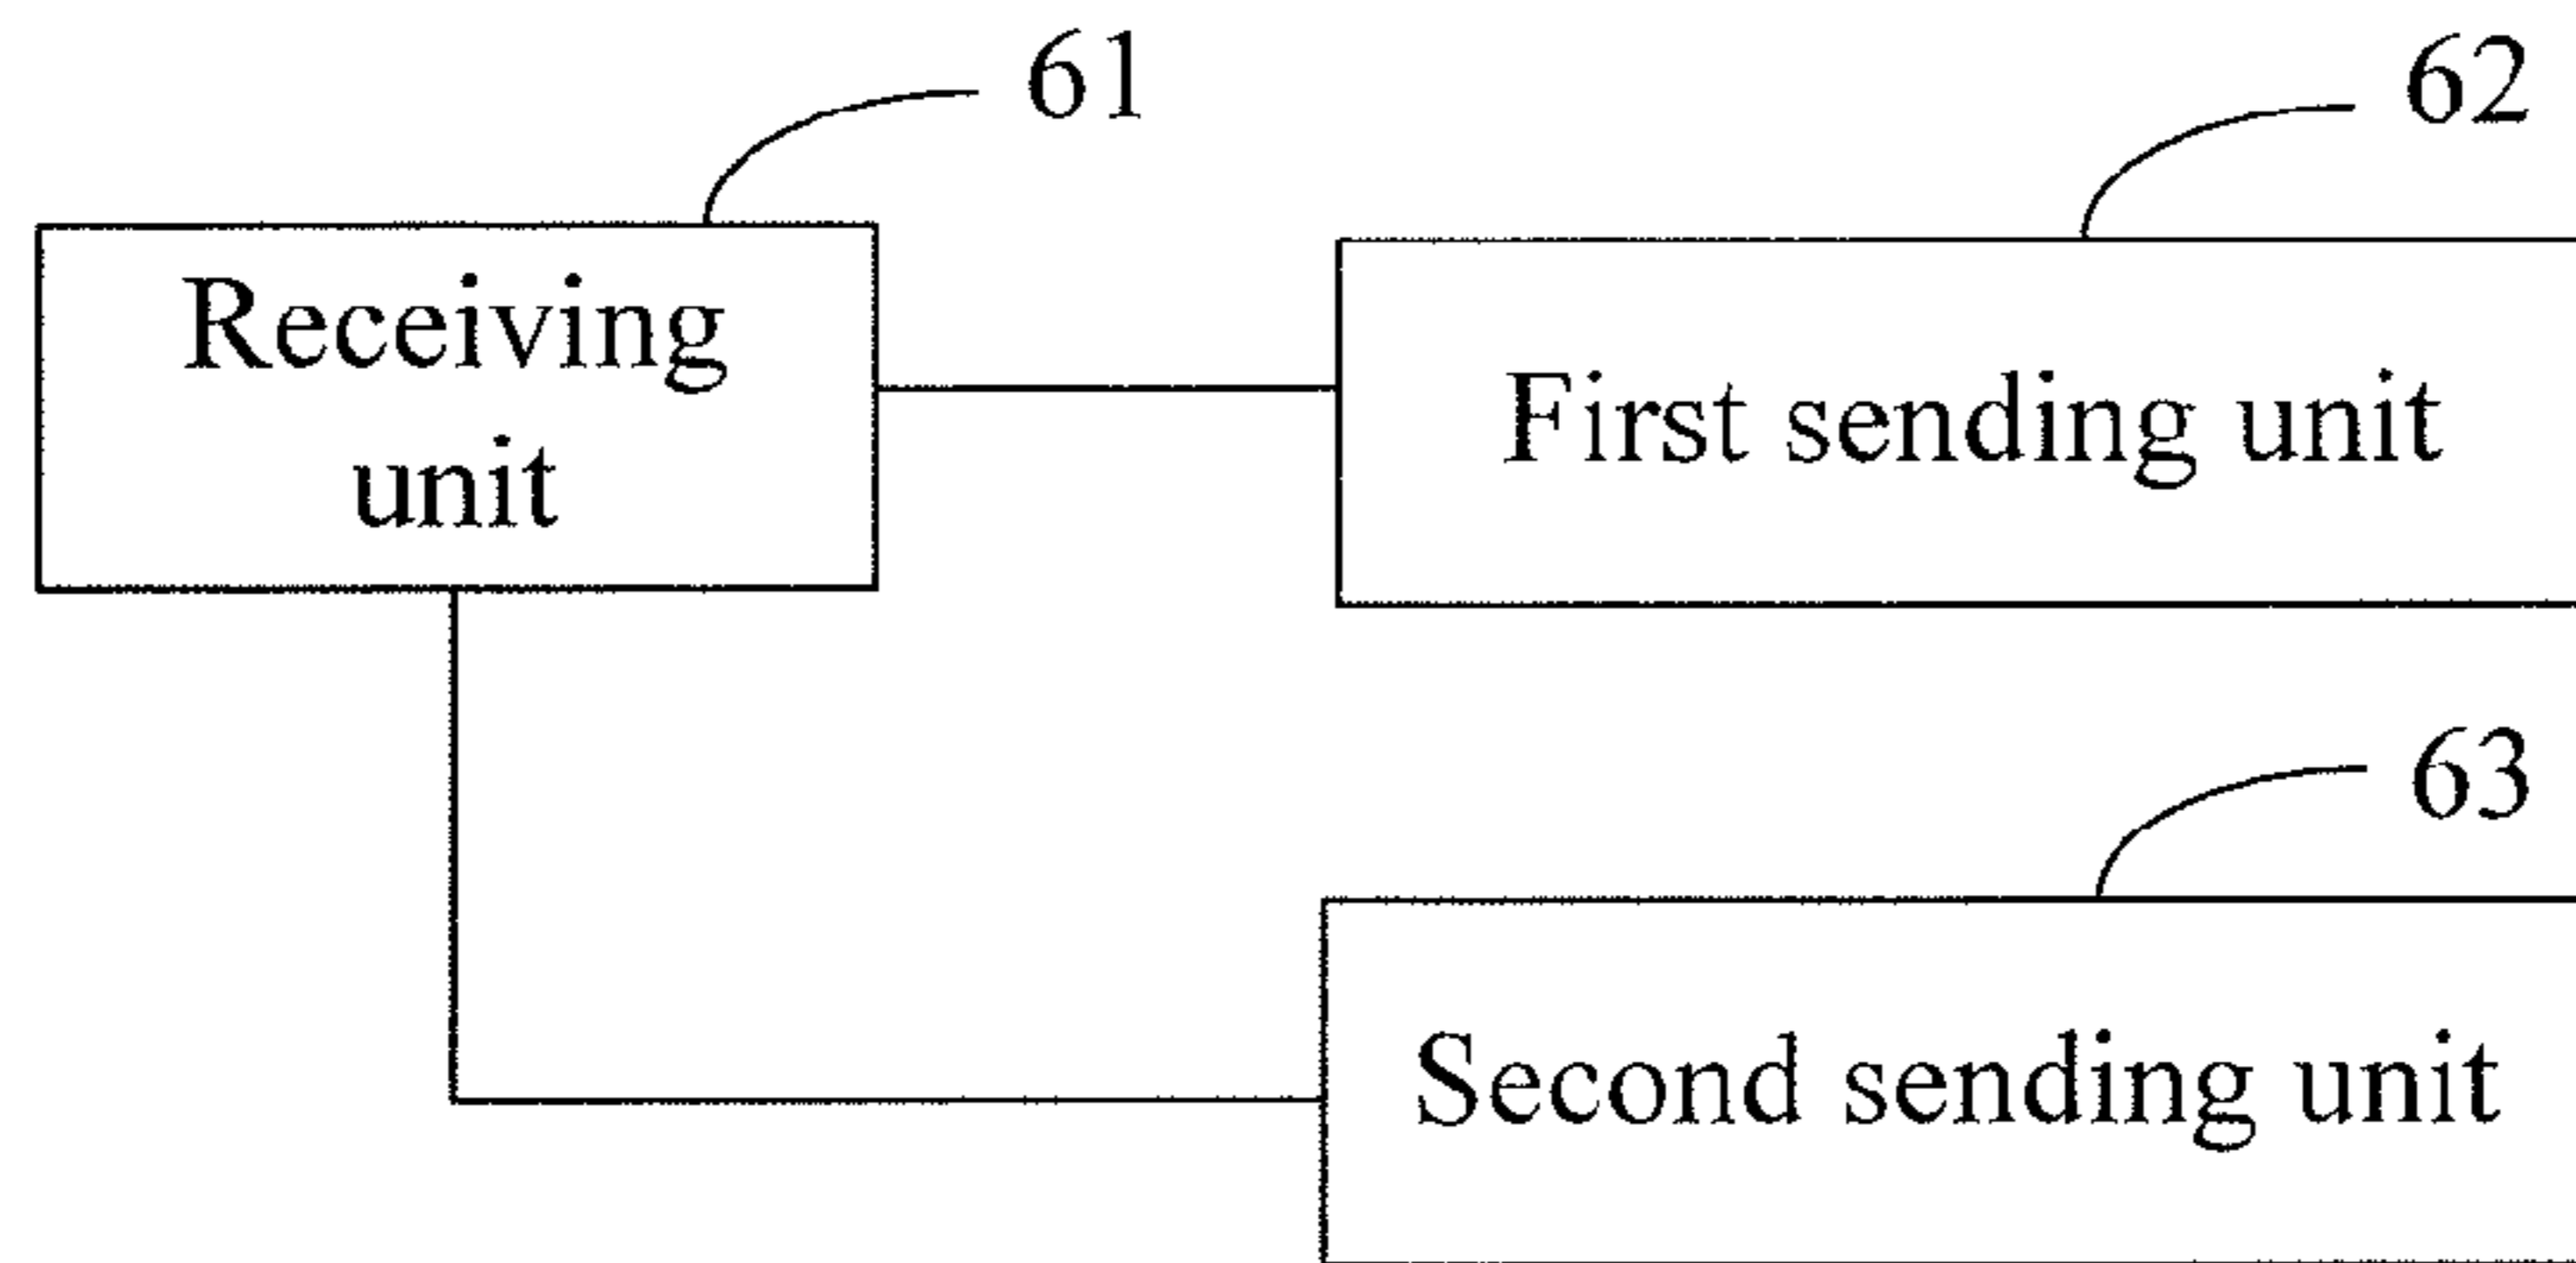 61
62
Receiving
unit
First sending unit
63
Second sending unit